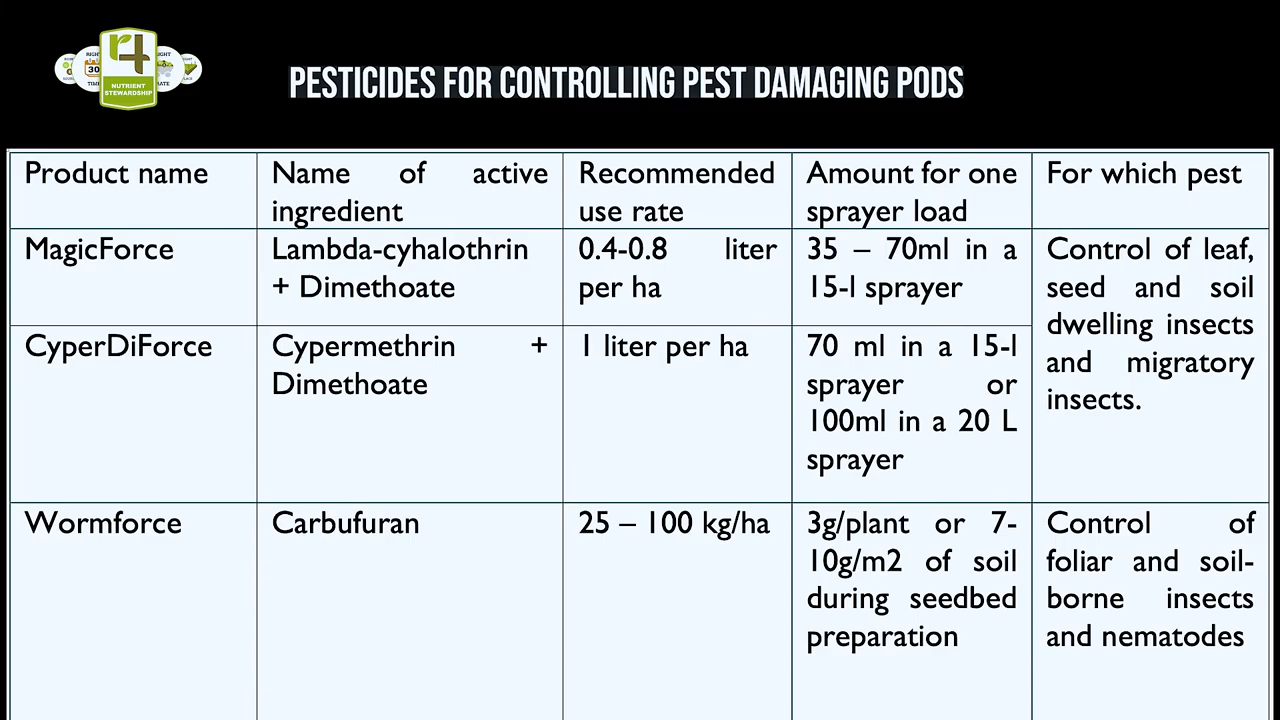 NUTRIENT
STEWARDSHIP
RIGHT
30
TIME
PESTICIDES FOR CONTROLLING PEST DAMAGING PODS
Product name
Name of active
ingredient
Recommended
use rate
Amount for one
sprayer load
For which pest
MagicForce
Lambda-cyhalothrin
+ Dimethoate
0.4-0.8 liter
per ha
35 – 70ml in a
15-l sprayer
Control of leaf,
seed and soil
dwelling insects
and migratory
insects.
CyperDiForce
Cypermethrin +
Dimethoate
1 liter per ha
70 ml in a 15-l
sprayer or
100ml in a 20 L
sprayer
Wormforce
Carbufuran
25 – 100 kg/ha
3g/plant or 7-
10g/m2 of soil
during seedbed
preparation
Control of
foliar and soil-
borne insects
and nematodes